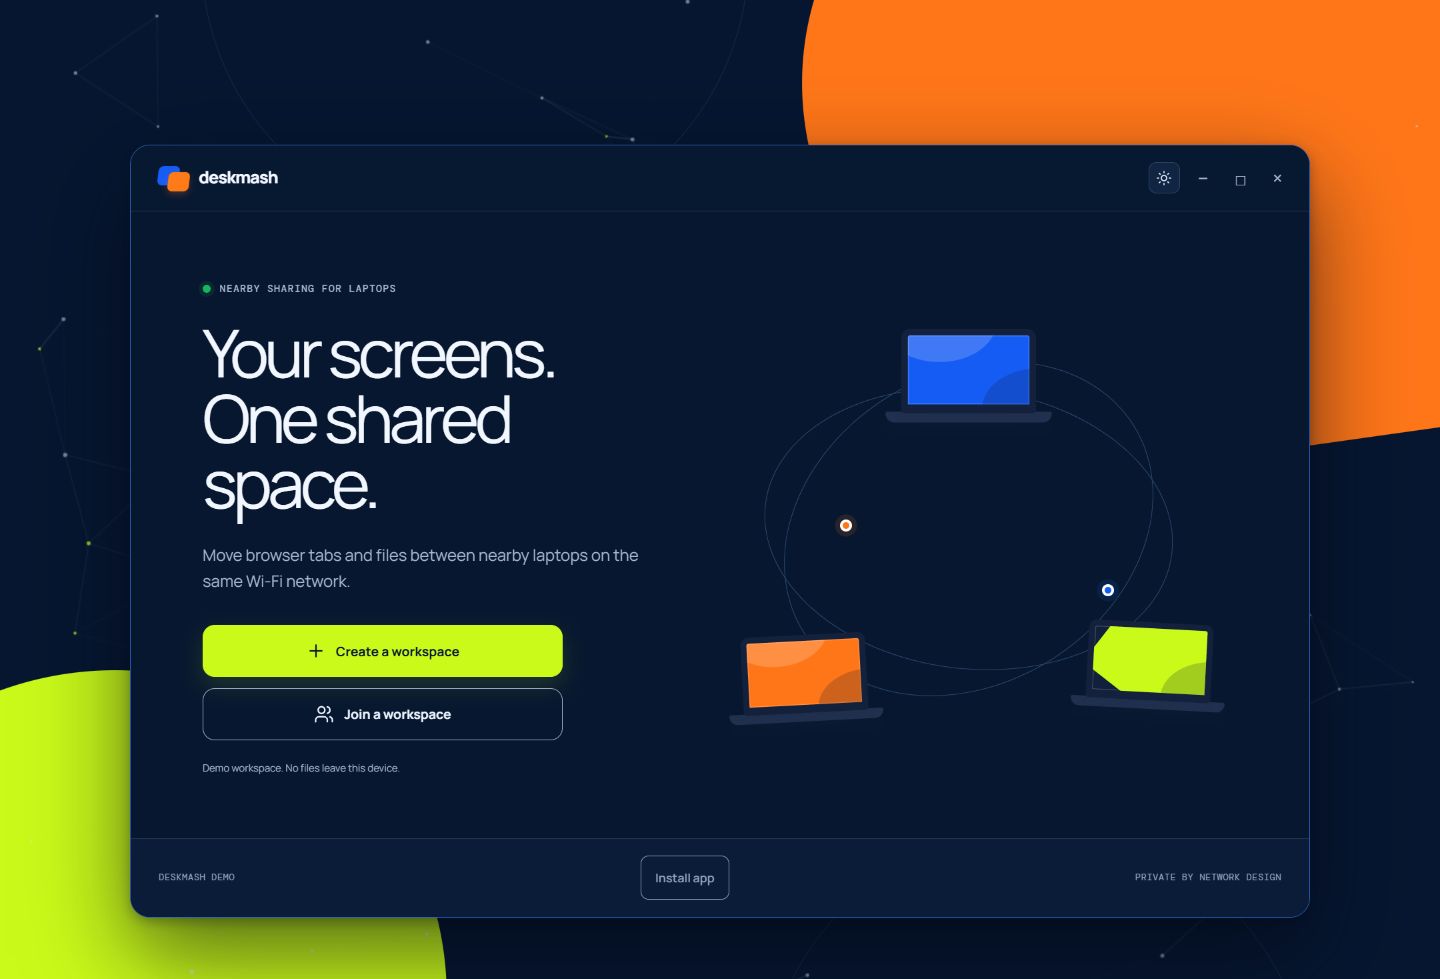 deskmash
NEARBY SHARING FOR LAPTOPS
Your screens.
One shared
space.
Move browser tabs and files between nearby laptops on the
same Wi-Fi network.
Create a workspace
Join a workspace
Demo workspace. No files leave this device.
DESKMASH DEMO
Install app
PRIVATE BY NETWORK DESIGN